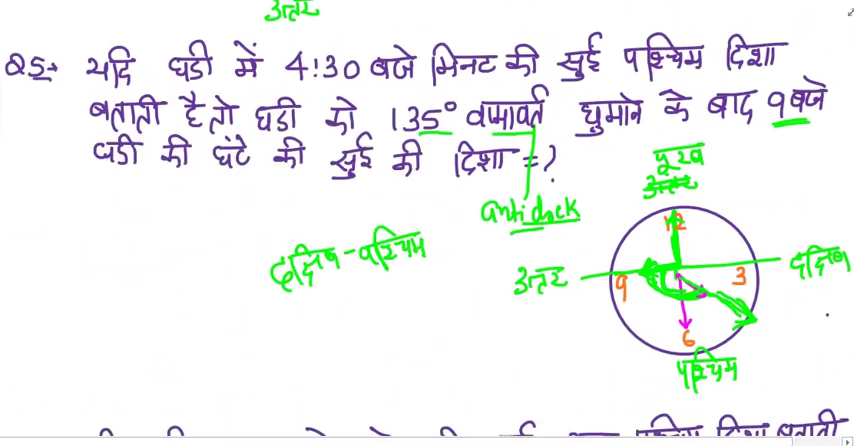 उत्तर
Q5:→ यदि घडी में 4:30 बजे मिनट की सुई पश्चिम दिशा
बताती है तो घडी को 135° वामावर्त घुमाने के बाद 9 बजे
घडी की घंटे की सुई की दिशा = ?
anticlock
दक्षिण-पश्चिम
पूरब
12
उत्तर
9
3
दक्षिण
6
पश्चिम